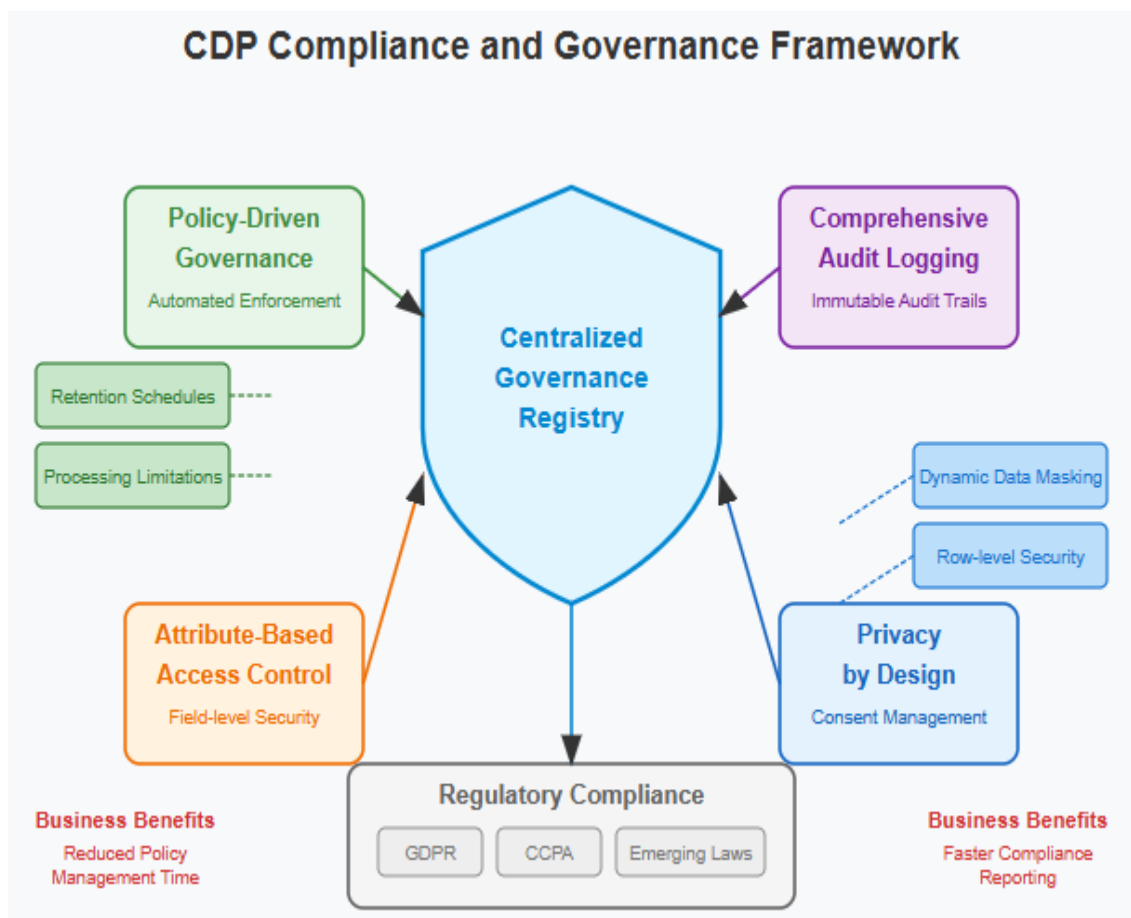 CDP Compliance and Governance Framework
Policy-Driven
Governance
Automated Enforcement
Comprehensive
Audit Logging
Immutable Audit Trails
Centralized
Governance
Registry
Retention Schedules
Processing Limitations
Dynamic Data Masking
Row-level Security
Attribute-Based
Access Control
Field-level Security
Privacy
by Design
Consent Management
Regulatory Compliance
GDPR
CCPA
Emerging Laws
Business Benefits
Reduced Policy
Management Time
Business Benefits
Faster Compliance
Reporting